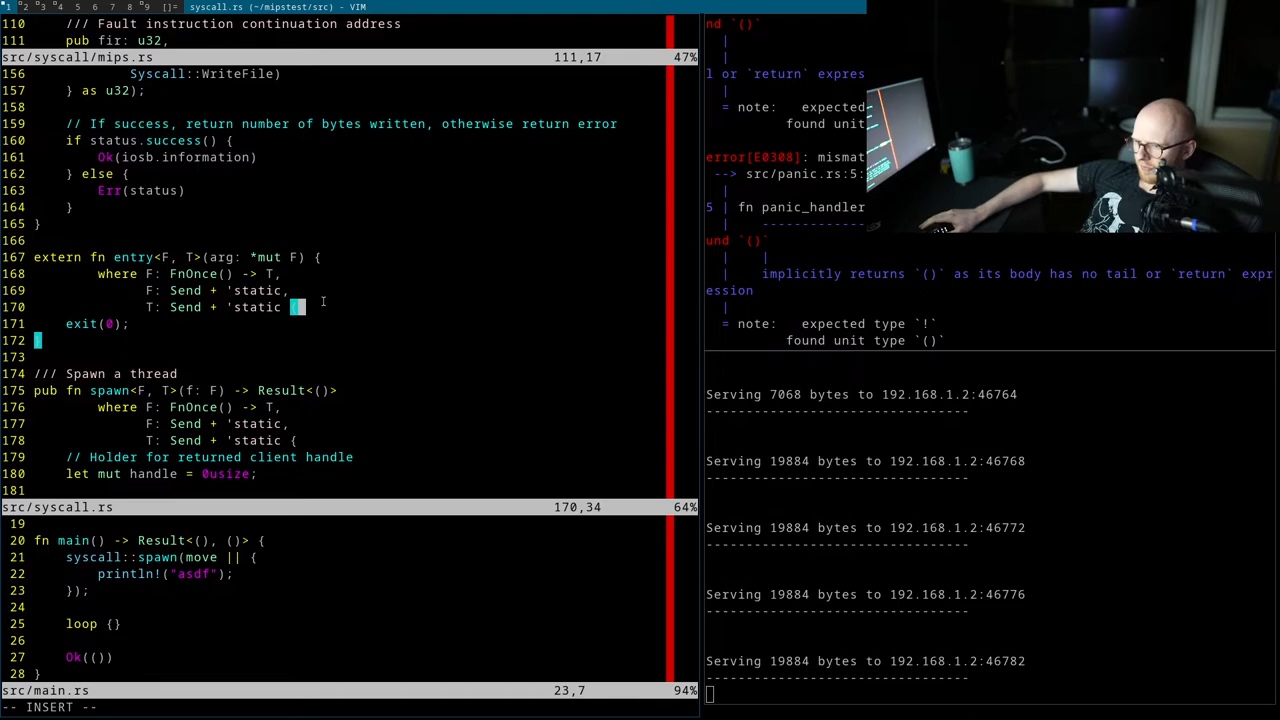 1 2 3 4 5 6 7 8 9 []= syscall.rs (~/mipstest/src) - VIM
110     /// Fault instruction continuation address
111     pub fir: u32,
src/syscall/mips.rs 111,17 47%
156             Syscall::WriteFile)
157     } as u32);
158
159     // If success, return number of bytes written, otherwise return error
160     if status.success() {
161         Ok(iosb.information)
162     } else {
163         Err(status)
164     }
165 }
166
167 extern fn entry<F, T>(arg: *mut F) {
168         where F: FnOnce() -> T,
169               F: Send + 'static,
170               T: Send + 'static {
171     exit(0);
172 }
173
174 /// Spawn a thread
175 pub fn spawn<F, T>(f: F) -> Result<()>
176         where F: FnOnce() -> T,
177               F: Send + 'static,
178               T: Send + 'static {
179     // Holder for returned client handle
180     let mut handle = 0usize;
181
src/syscall.rs 170,34 64%
19
20 fn main() -> Result<(), ()> {
21     syscall::spawn(move || {
22         println!("asdf");
23     });
24
25     loop {}
26
27     Ok(())
28 }
src/main.rs 23,7 94%
-- INSERT --
nd `()`
|
|
l or `return` expres
|
= note: expected
found unit
error[E0308]: mismat
--> src/panic.rs:5:
5 | fn panic_handler
| -------------
und `()`
| |
| implicitly returns `()` as its body has no tail or `return` expr
ession
|
= note: expected type `!`
found unit type `()`
Serving 7068 bytes to 192.168.1.2:46764
---------------------------------
Serving 19884 bytes to 192.168.1.2:46768
---------------------------------
Serving 19884 bytes to 192.168.1.2:46772
---------------------------------
Serving 19884 bytes to 192.168.1.2:46776
---------------------------------
Serving 19884 bytes to 192.168.1.2:46782
---------------------------------